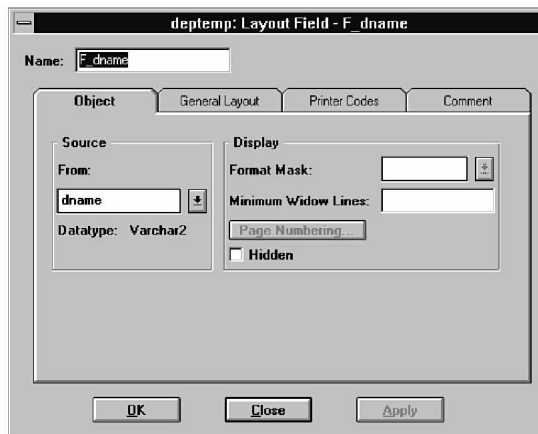 deptemp: Layout Field - F_dname
Name: F_dname
Object General Layout Printer Codes Comment
Source
From:
dname
Datatype: Varchar2
Display
Format Mask:
Minimum Widow Lines:
Page Numbering...
Hidden
OK Close Apply